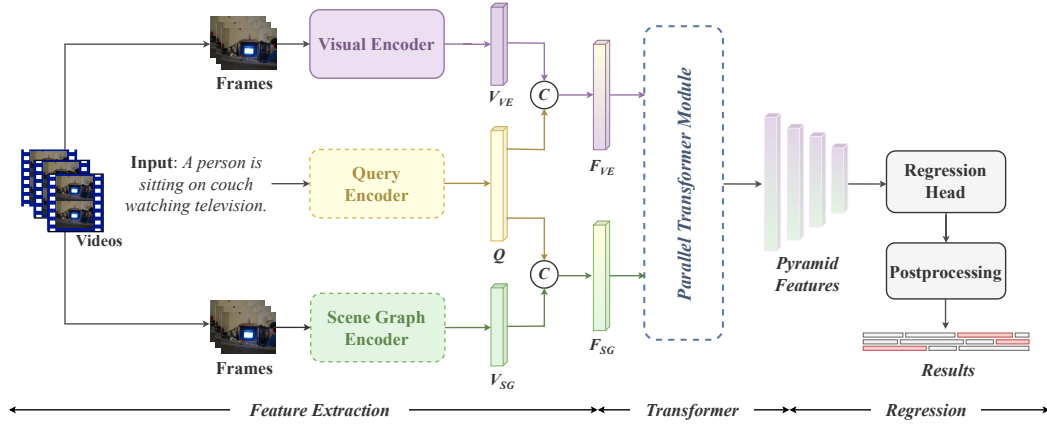 Frames
Visual Encoder
V_VE
C
F_VE
Input: A person is
sitting on couch
watching television.
Query
Encoder
Q
Videos
Frames
Scene Graph
Encoder
V_SG
C
F_SG
Parallel Transformer Module
Pyramid
Features
Regression
Head
Postprocessing
Results
Feature Extraction
Transformer
Regression